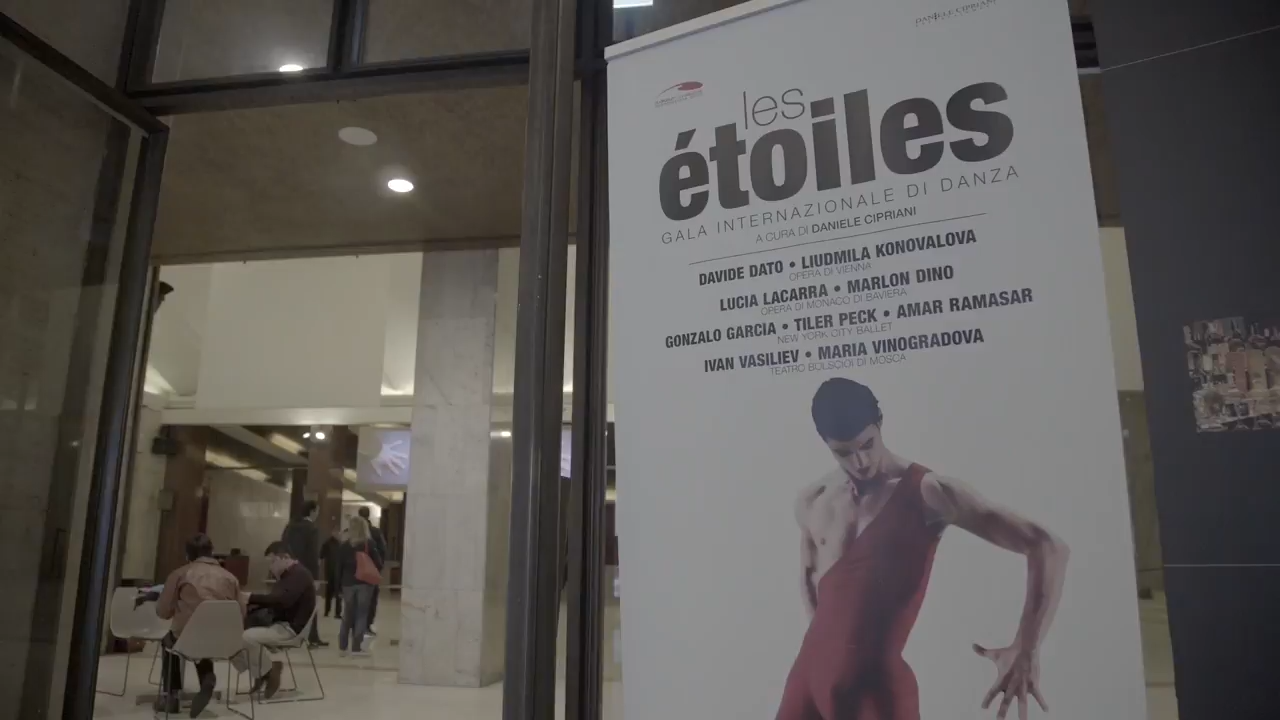 DANIELE CIPRIANI
les
étoiles
GALA INTERNAZIONALE DI DANZA
A CURA DI DANIELE CIPRIANI
DAVIDE DATO • LIUDMILA KONOVALOVA
OPERA DI VIENNA
LUCIA LACARRA • MARLON DINO
OPERA DI MONACO DI BAVIERA
GONZALO GARCIA • TILER PECK • AMAR RAMASAR
NEW YORK CITY BALLET
IVAN VASILIEV • MARIA VINOGRADOVA
TEATRO BOLSCIOI DI MOSCA